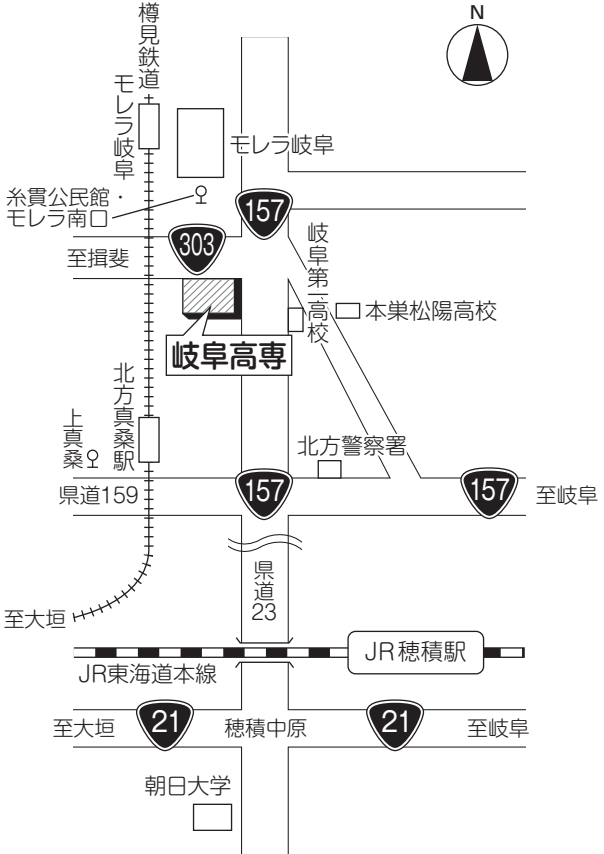 N
樽見鉄道
モレラ岐阜
モレラ岐阜
糸貫公民館・
モレラ南口
157
303
至揖斐
岐阜第一高校
本巣松陽高校
岐阜高専
北方真桑駅
上真桑
北方警察署
県道159
157
157
至岐阜
県道
23
至大垣
JR穂積駅
JR東海道本線
至大垣
21
穂積中原
21
至岐阜
朝日大学